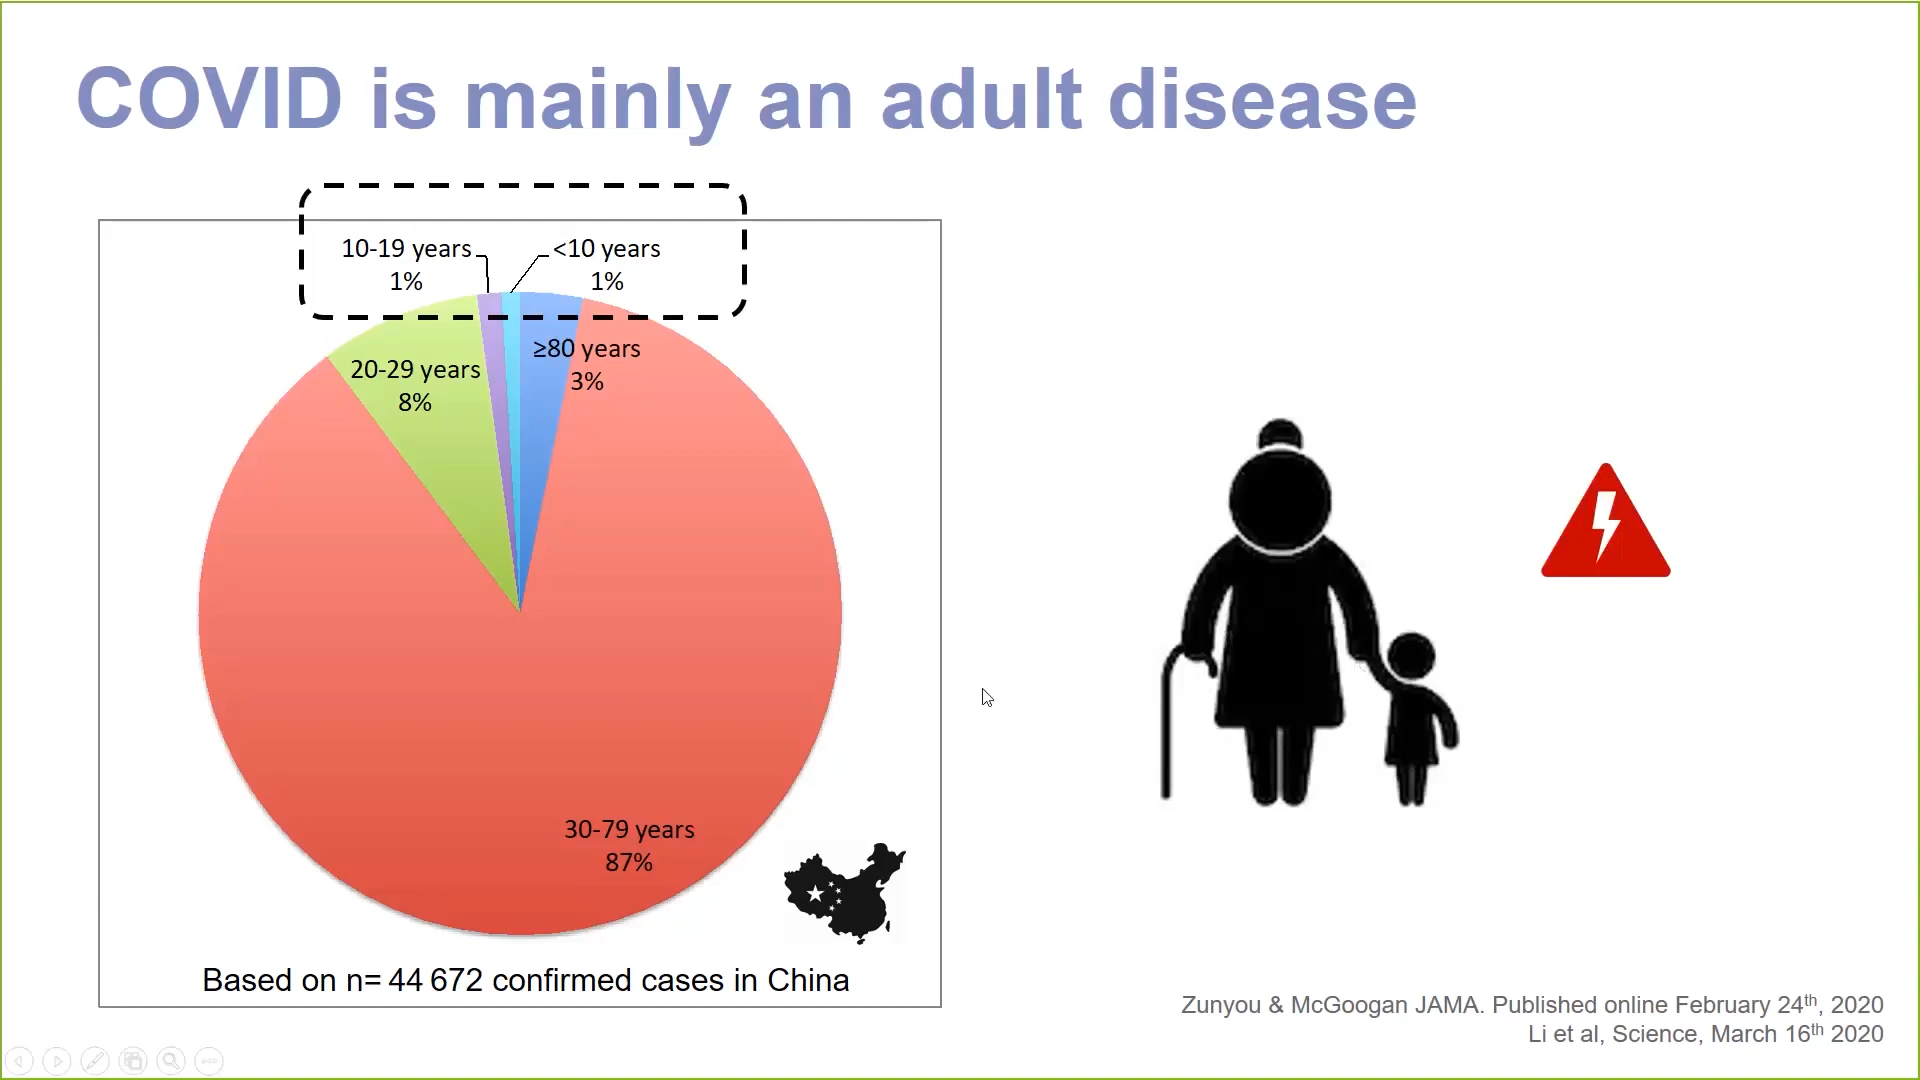 COVID is mainly an adult disease
10-19 years
1%
<10 years
1%
20-29 years
8%
≥80 years
3%
30-79 years
87%
Based on n= 44 672 confirmed cases in China
Zunyou & McGoogan JAMA. Published online February 24th, 2020
Li et al, Science, March 16th 2020